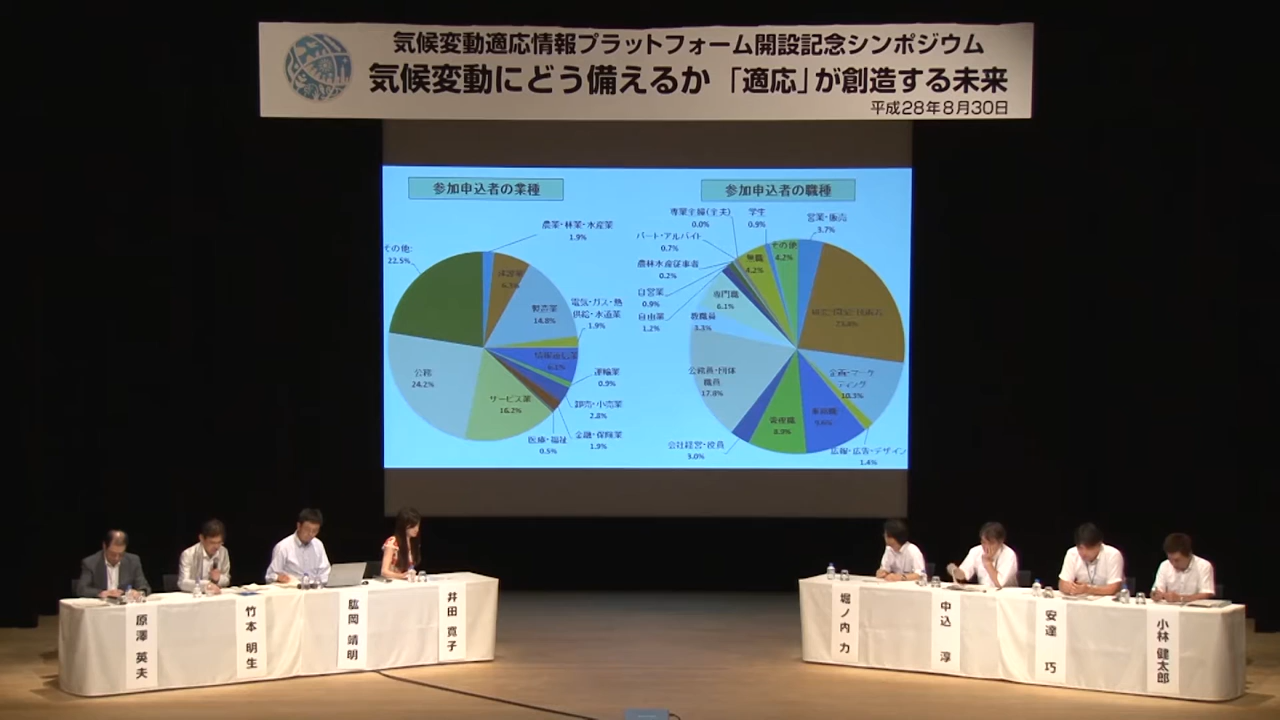 気候変動適応情報プラットフォーム開設記念シンポジウム
気候変動にどう備えるか 「適応」が創造する未来
平成28年8月30日
参加申込者の業種
農業・林業・水産業
1.9%
その他:
22.5%
製造業
14.8%
電気・ガス・熱
供給・水道業
1.9%
情報通信業
運輸業
0.9%
卸売・小売業
2.8%
金融・保険業
1.9%
医療・福祉
0.5%
サービス業
16.2%
公務
24.2%
参加申込者の職種
専業主婦(主夫)
0.0%
学生
0.9%
営業・販売
3.7%
パート・アルバイト
0.7%
無職
4.2%
その他
4.2%
農林水産従事者
0.2%
自営業
0.9%
自由業
1.2%
専門職
6.1%
教職員
3.3%
公務員・団体
職員
17.8%
企画・マーケ
ティング
10.3%
事務職
9.6%
管理職
会社経営・役員
3.0%
広報・広告・デザイン
1.4%
原澤 英夫
竹本 明生
肱岡 靖明
井田 寛子
堀ノ内 力
中込 淳
安達 巧
小林 健太郎